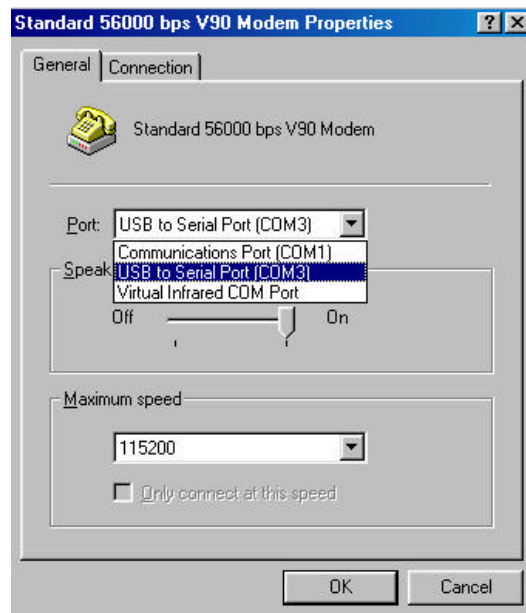 Standard 56000 bps V90 Modem Properties
General
Connection
Standard 56000 bps V90 Modem
Port: USB to Serial Port (COM3)
Communications Port (COM1)
USB to Serial Port (COM3)
Virtual Infrared COM Port
Speak
Off On
Maximum speed
115200
Only connect at this speed
OK Cancel